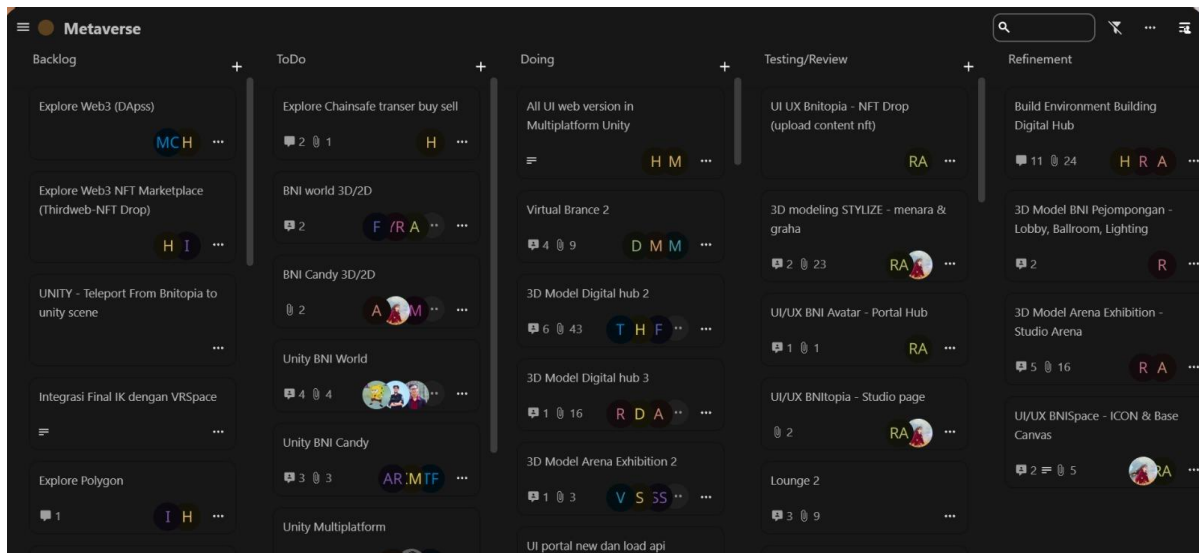 Metaverse
Backlog
Explore Web3 (DApss)
MC H
Explore Web3 NFT Marketplace
(Thirdweb-NFT Drop)
H I
UNITY - Teleport From Bnitopia to
unity scene
Integrasi Final IK dengan VRSpace
Explore Polygon
1
I H
ToDo
Explore Chainsafe transer buy sell
2 1
H
BNI world 3D/2D
2
F /R A
BNI Candy 3D/2D
2
A M
Unity BNI World
4 4
Unity BNI Candy
3 3
AR :M TF
Unity Multiplatform
Doing
All UI web version in
Multiplatform Unity
H M
Virtual Brance 2
4 9
D M M
3D Model Digital hub 2
6 43
T H F
3D Model Digital hub 3
1 16
R D A
3D Model Arena Exhibition 2
1 3
V S SS
UI portal new dan load api
Testing/Review
UI UX Bnitopia - NFT Drop
(upload content nft)
RA
3D modeling STYLIZE - menara &
graha
2 23
RA
UI/UX BNI Avatar - Portal Hub
1 1
RA
UI/UX BNItopia - Studio page
2
RA
Lounge 2
3 9
Refinement
Build Environment Building
Digital Hub
11 24
H R A
3D Model BNI Pejompongan -
Lobby, Ballroom, Lighting
2
R
3D Model Arena Exhibition -
Studio Arena
5 16
R A
UI/UX BNISpace - ICON & Base
Canvas
2 5
RA